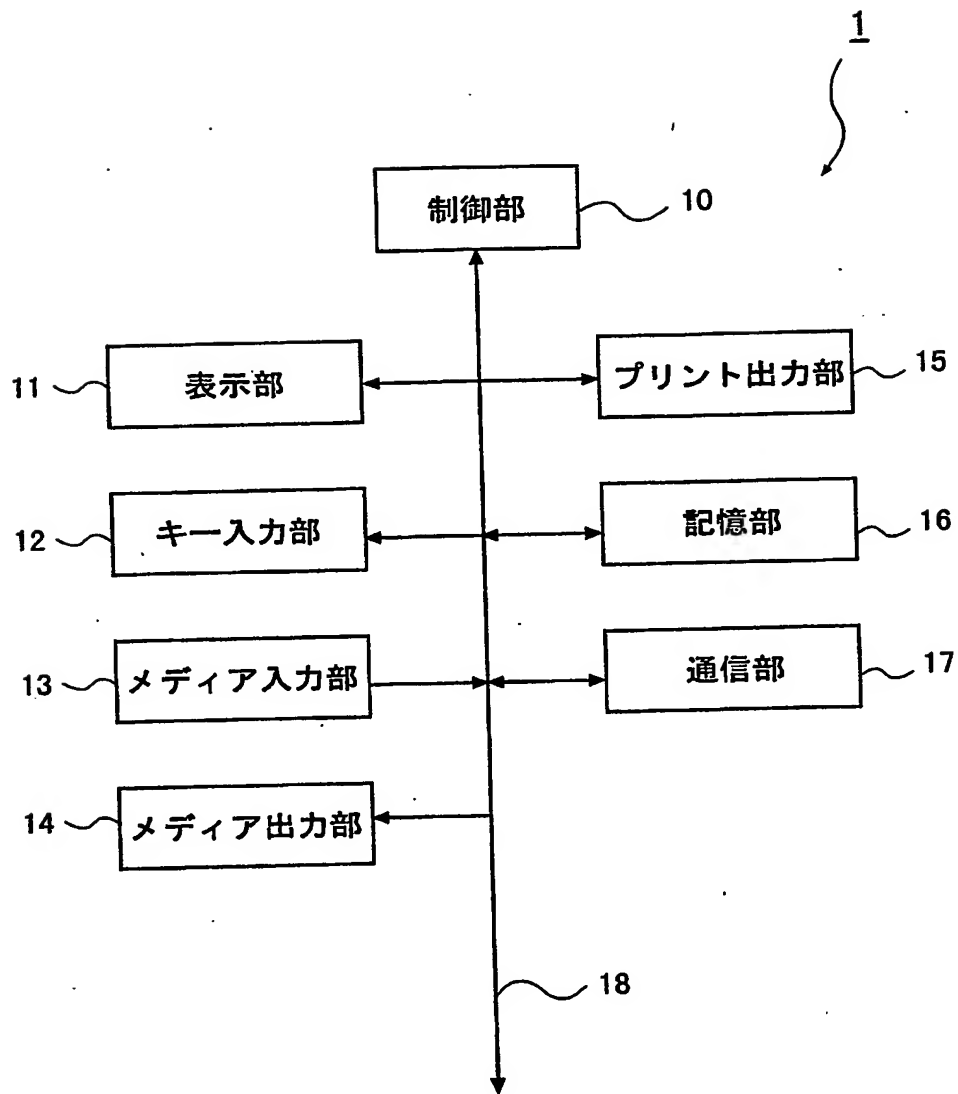 1
制御部
10
11
表示部
プリント出力部
15
12
キー入力部
記憶部
16
13
メディア入力部
通信部
17
14
メディア出力部
18